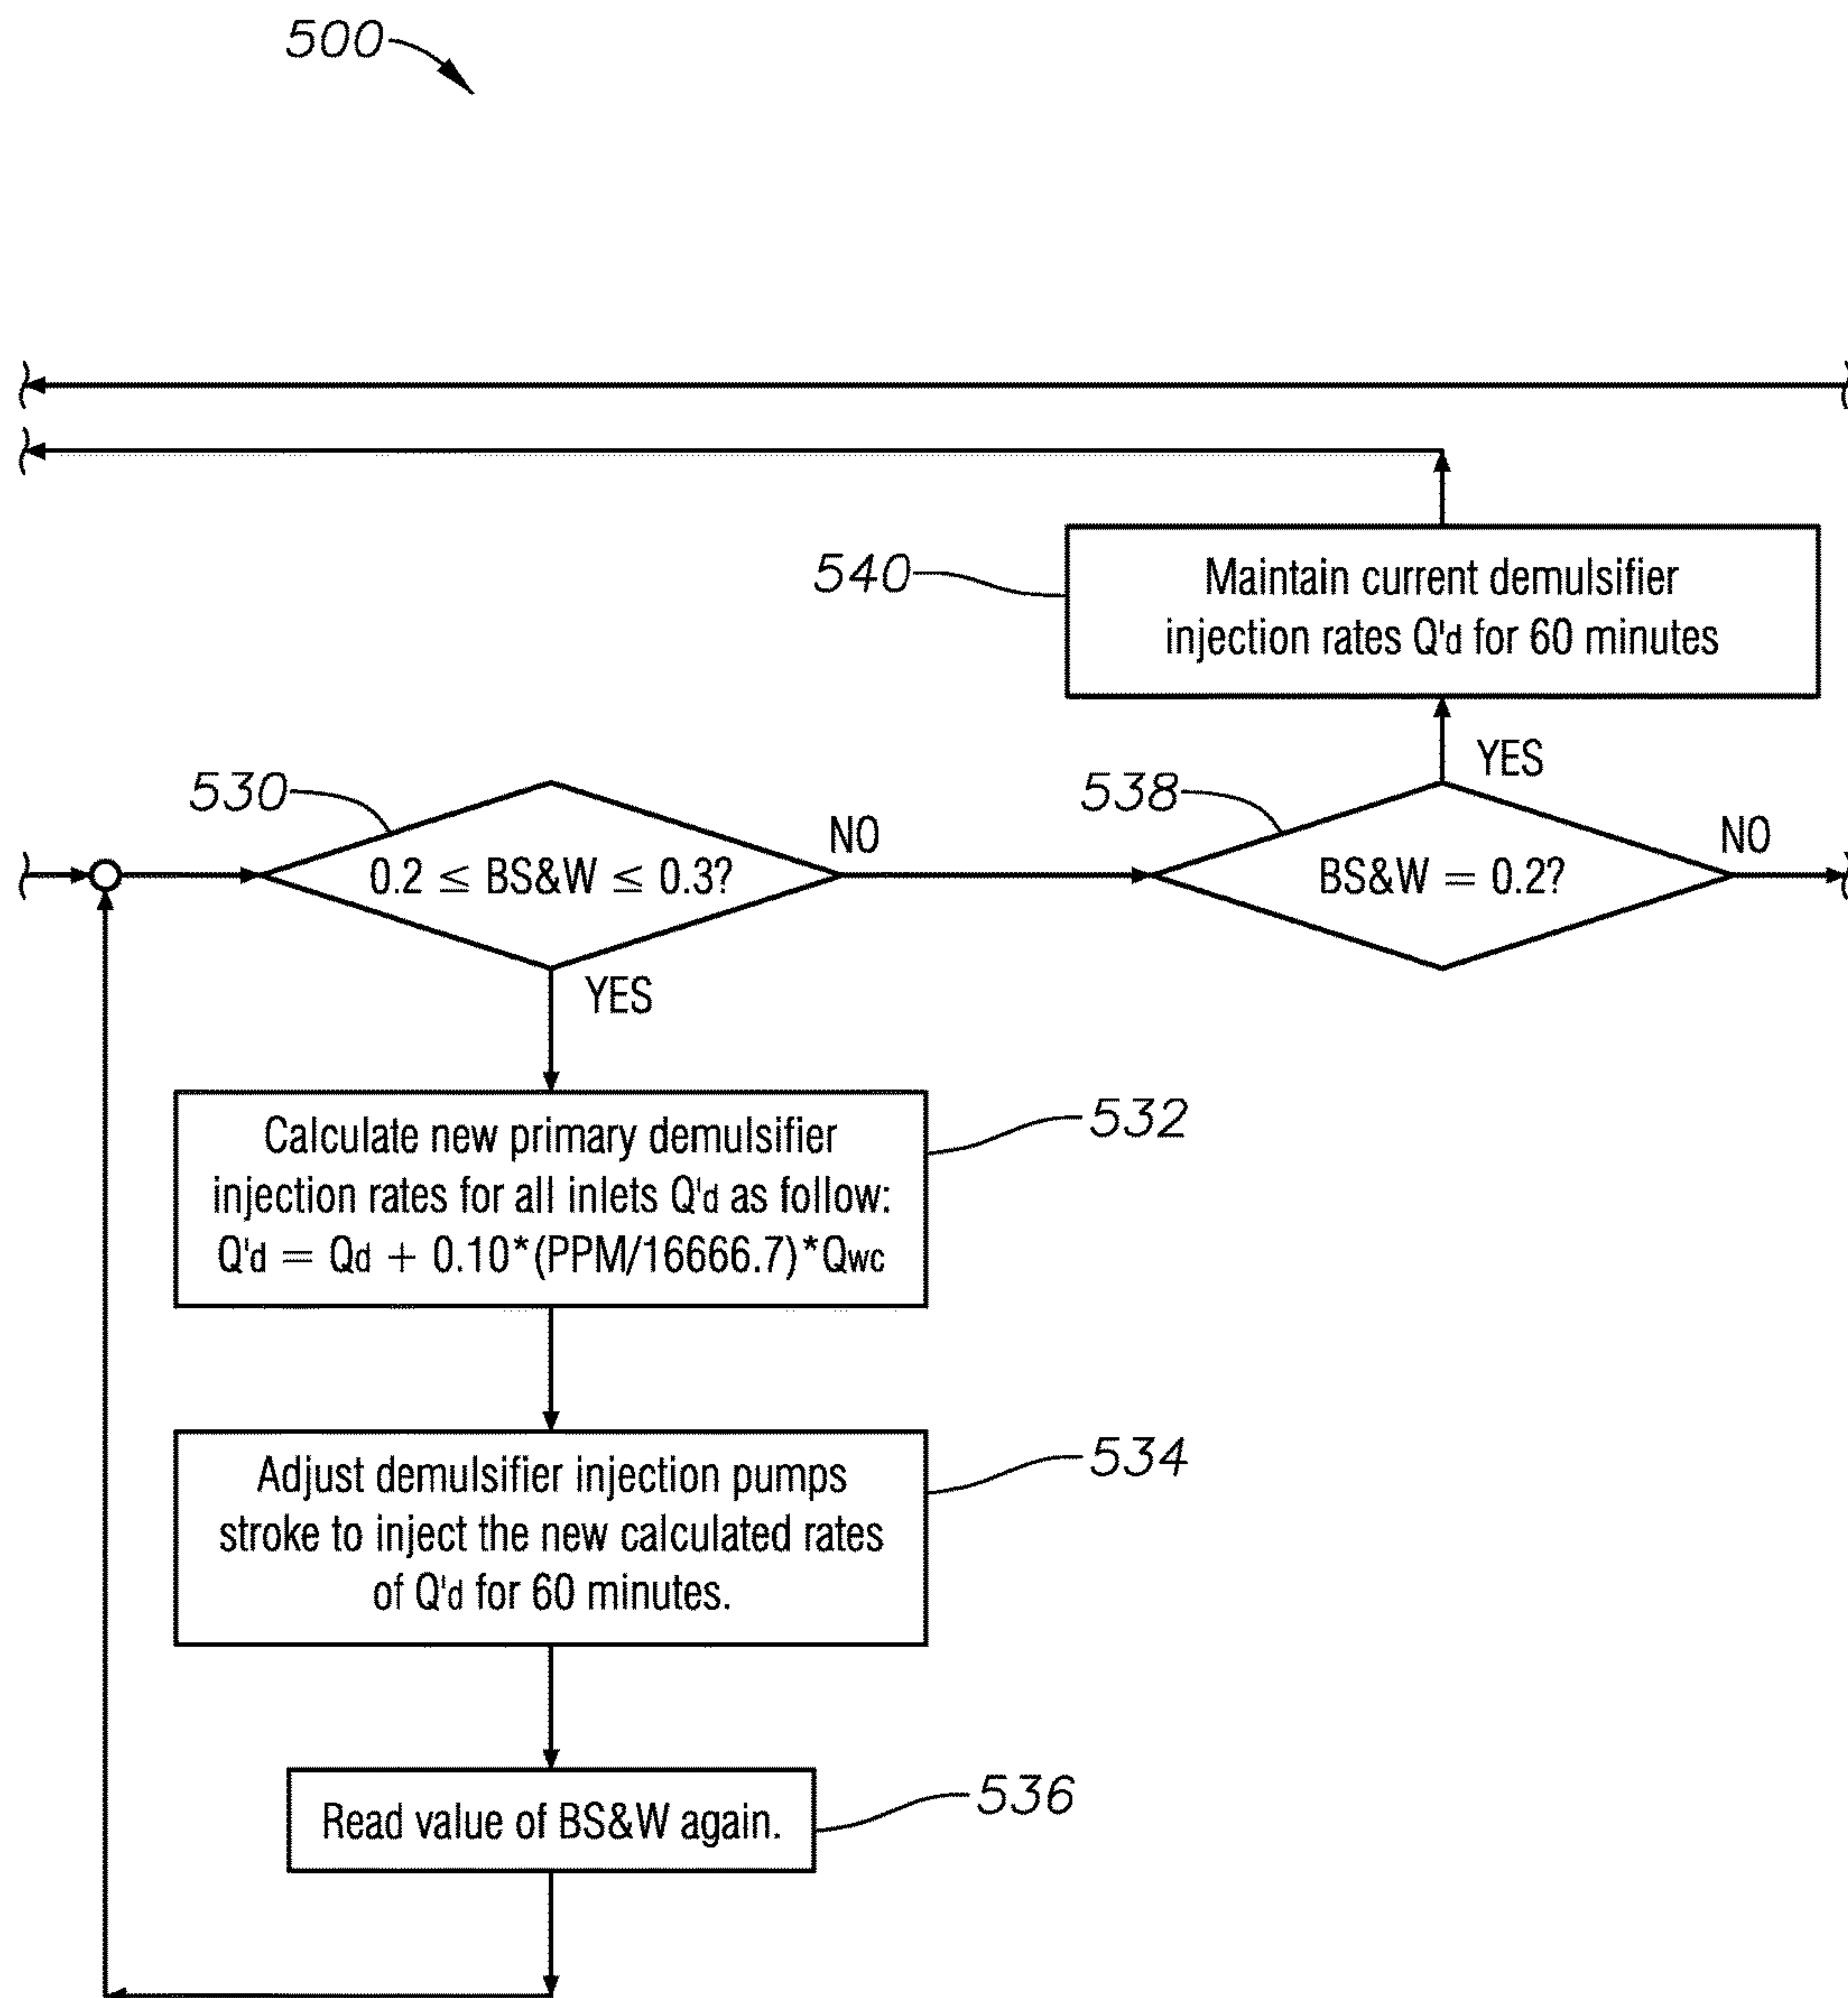 500
540
Maintain current demulsifier
injection rates Q'd for 60 minutes
YES
530
0.2 ≤ BS&W ≤ 0.3?
NO
538
BS&W = 0.2?
NO
YES
Calculate new primary demulsifier
injection rates for all inlets Q'd as follow:
Q'd = Qd + 0.10*(PPM/16666.7)*Qwc
532
Adjust demulsifier injection pumps
stroke to inject the new calculated rates
of Q'd for 60 minutes.
534
Read value of BS&W again.
536